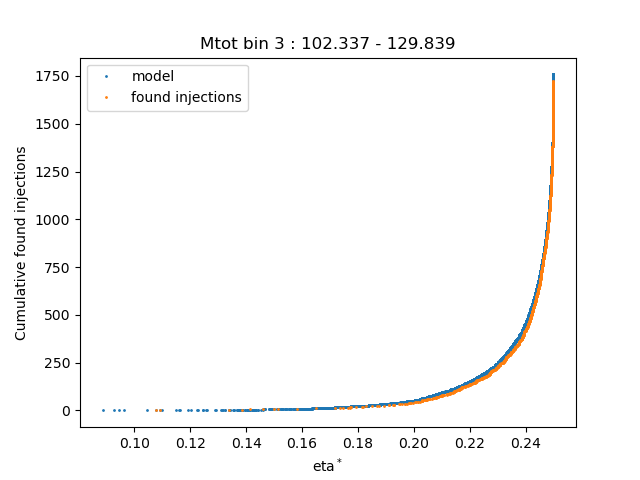 Mtot bin 3 : 102.337 - 129.839
model
found injections
Cumulative found injections
1750
1500
1250
1000
750
500
250
0
0.10 0.12 0.14 0.16 0.18 0.20 0.22 0.24
eta*